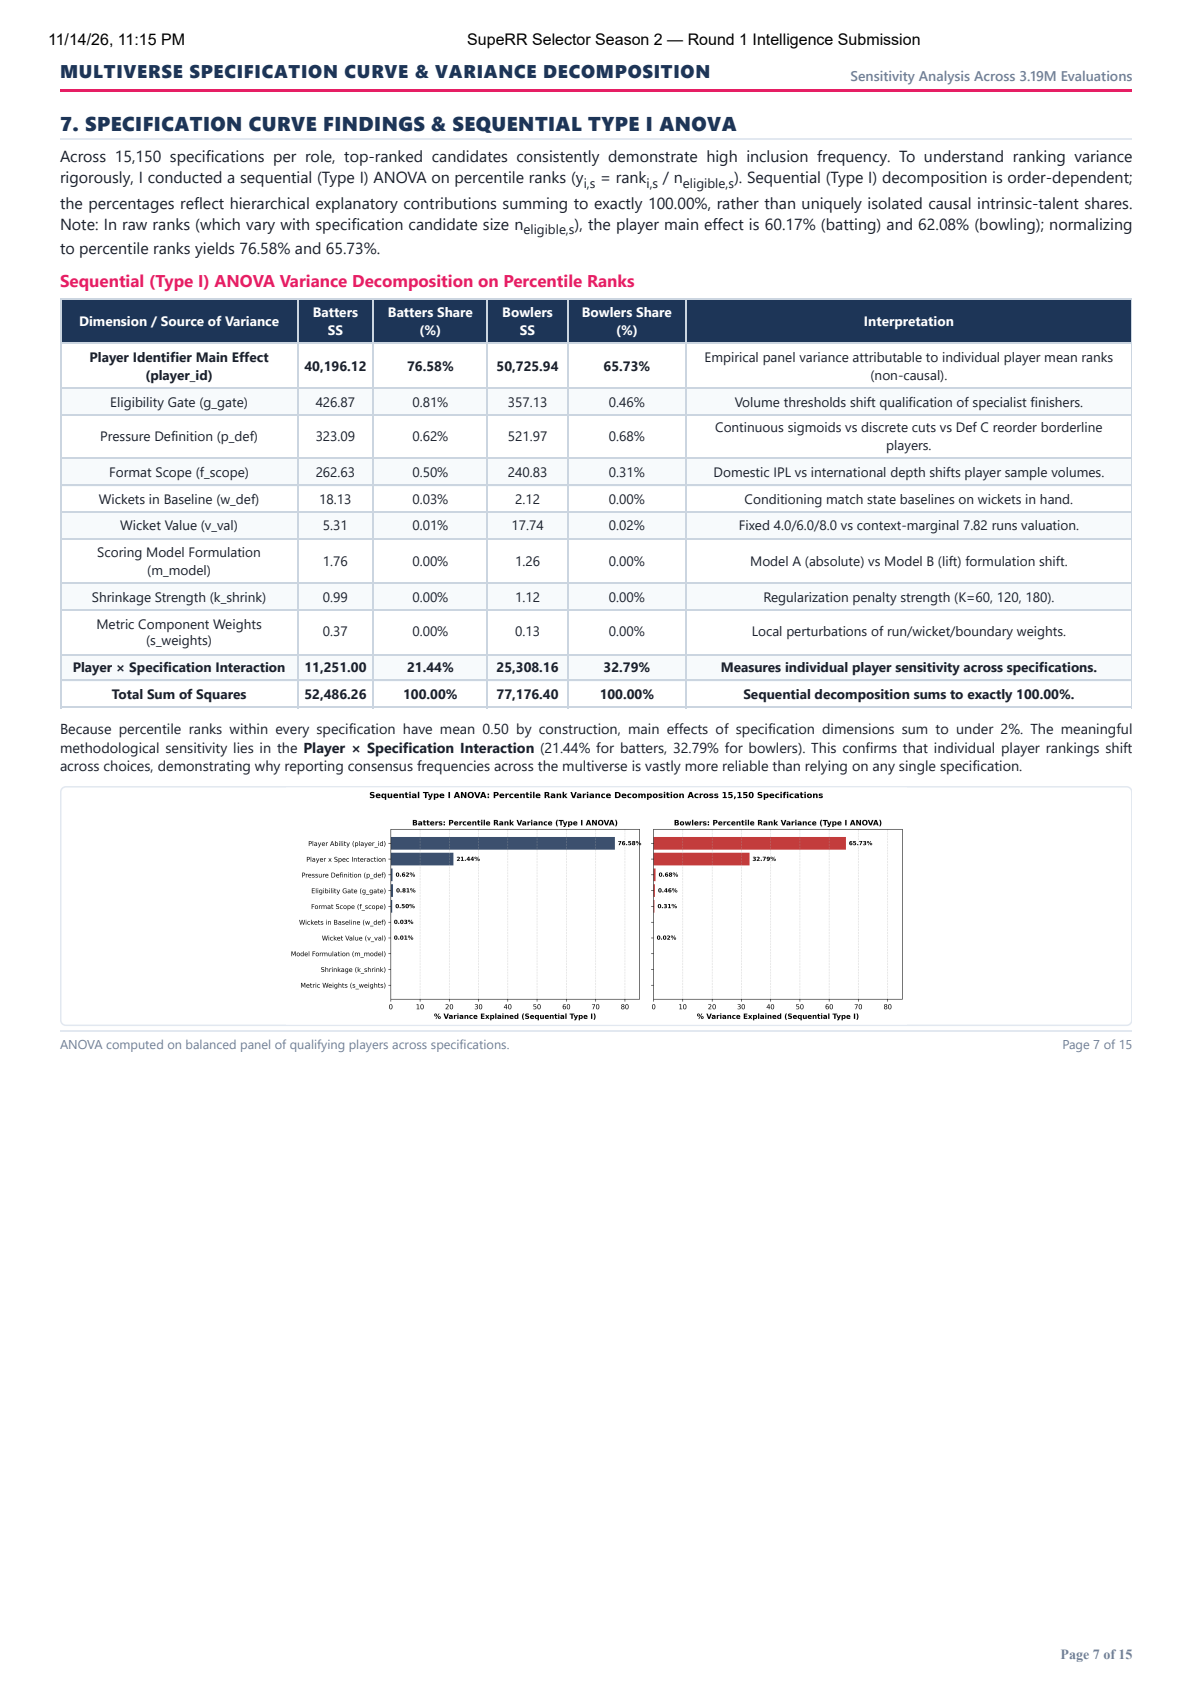 11/14/26, 11:15 PM
SupeRR Selector Season 2 — Round 1 Intelligence Submission
MULTIVERSE SPECIFICATION CURVE & VARIANCE DECOMPOSITION
Sensitivity Analysis Across 3.19M Evaluations
7. SPECIFICATION CURVE FINDINGS & SEQUENTIAL TYPE I ANOVA
Across 15,150 specifications per role, top-ranked candidates consistently demonstrate high inclusion frequency. To understand ranking variance
rigorously, I conducted a sequential (Type I) ANOVA on percentile ranks (yi,s = ranki,s / neligible,s). Sequential (Type I) decomposition is order-dependent;
the percentages reflect hierarchical explanatory contributions summing to exactly 100.00%, rather than uniquely isolated causal intrinsic-talent shares.
Note: In raw ranks (which vary with specification candidate size neligible,s), the player main effect is 60.17% (batting) and 62.08% (bowling); normalizing
to percentile ranks yields 76.58% and 65.73%.
Sequential (Type I) ANOVA Variance Decomposition on Percentile Ranks
Dimension / Source of Variance
Batters
SS
Batters Share
(%)
Bowlers
SS
Bowlers Share
(%)
Interpretation
Player Identifier Main Effect
(player_id)
40,196.12
76.58%
50,725.94
65.73%
Empirical panel variance attributable to individual player mean ranks
(non-causal).
Eligibility Gate (g_gate)
426.87
0.81%
357.13
0.46%
Volume thresholds shift qualification of specialist finishers.
Pressure Definition (p_def)
323.09
0.62%
521.97
0.68%
Continuous sigmoids vs discrete cuts vs Def C reorder borderline
players.
Format Scope (f_scope)
262.63
0.50%
240.83
0.31%
Domestic IPL vs international depth shifts player sample volumes.
Wickets in Baseline (w_def)
18.13
0.03%
2.12
0.00%
Conditioning match state baselines on wickets in hand.
Wicket Value (v_val)
5.31
0.01%
17.74
0.02%
Fixed 4.0/6.0/8.0 vs context-marginal 7.82 runs valuation.
Scoring Model Formulation
(m_model)
1.76
0.00%
1.26
0.00%
Model A (absolute) vs Model B (lift) formulation shift.
Shrinkage Strength (k_shrink)
0.99
0.00%
1.12
0.00%
Regularization penalty strength (K=60, 120, 180).
Metric Component Weights
(s_weights)
0.37
0.00%
0.13
0.00%
Local perturbations of run/wicket/boundary weights.
Player × Specification Interaction
11,251.00
21.44%
25,308.16
32.79%
Measures individual player sensitivity across specifications.
Total Sum of Squares
52,486.26
100.00%
77,176.40
100.00%
Sequential decomposition sums to exactly 100.00%.
Because percentile ranks within every specification have mean 0.50 by construction, main effects of specification dimensions sum to under 2%. The meaningful
methodological sensitivity lies in the Player × Specification Interaction (21.44% for batters, 32.79% for bowlers). This confirms that individual player rankings shift
across choices, demonstrating why reporting consensus frequencies across the multiverse is vastly more reliable than relying on any single specification.
Sequential Type I ANOVA: Percentile Rank Variance Decomposition Across 15,150 Specifications
Batters: Percentile Rank Variance (Type I ANOVA)
Bowlers: Percentile Rank Variance (Type I ANOVA)
Player Ability (player_id)
76.58%
65.73%
Player x Spec Interaction
21.44%
32.79%
Pressure Definition (p_def)
0.62%
0.68%
Eligibility Gate (g_gate)
0.81%
0.46%
Format Scope (f_scope)
0.50%
0.31%
Wickets in Baseline (w_def)
0.03%
Wicket Value (v_val)
0.01%
0.02%
Model Formulation (m_model)
Shrinkage (k_shrink)
Metric Weights (s_weights)
0 10 20 30 40 50 60 70 80
0 10 20 30 40 50 60 70 80
% Variance Explained (Sequential Type I)
% Variance Explained (Sequential Type I)
ANOVA computed on balanced panel of qualifying players across specifications.
Page 7 of 15
Page 7 of 15